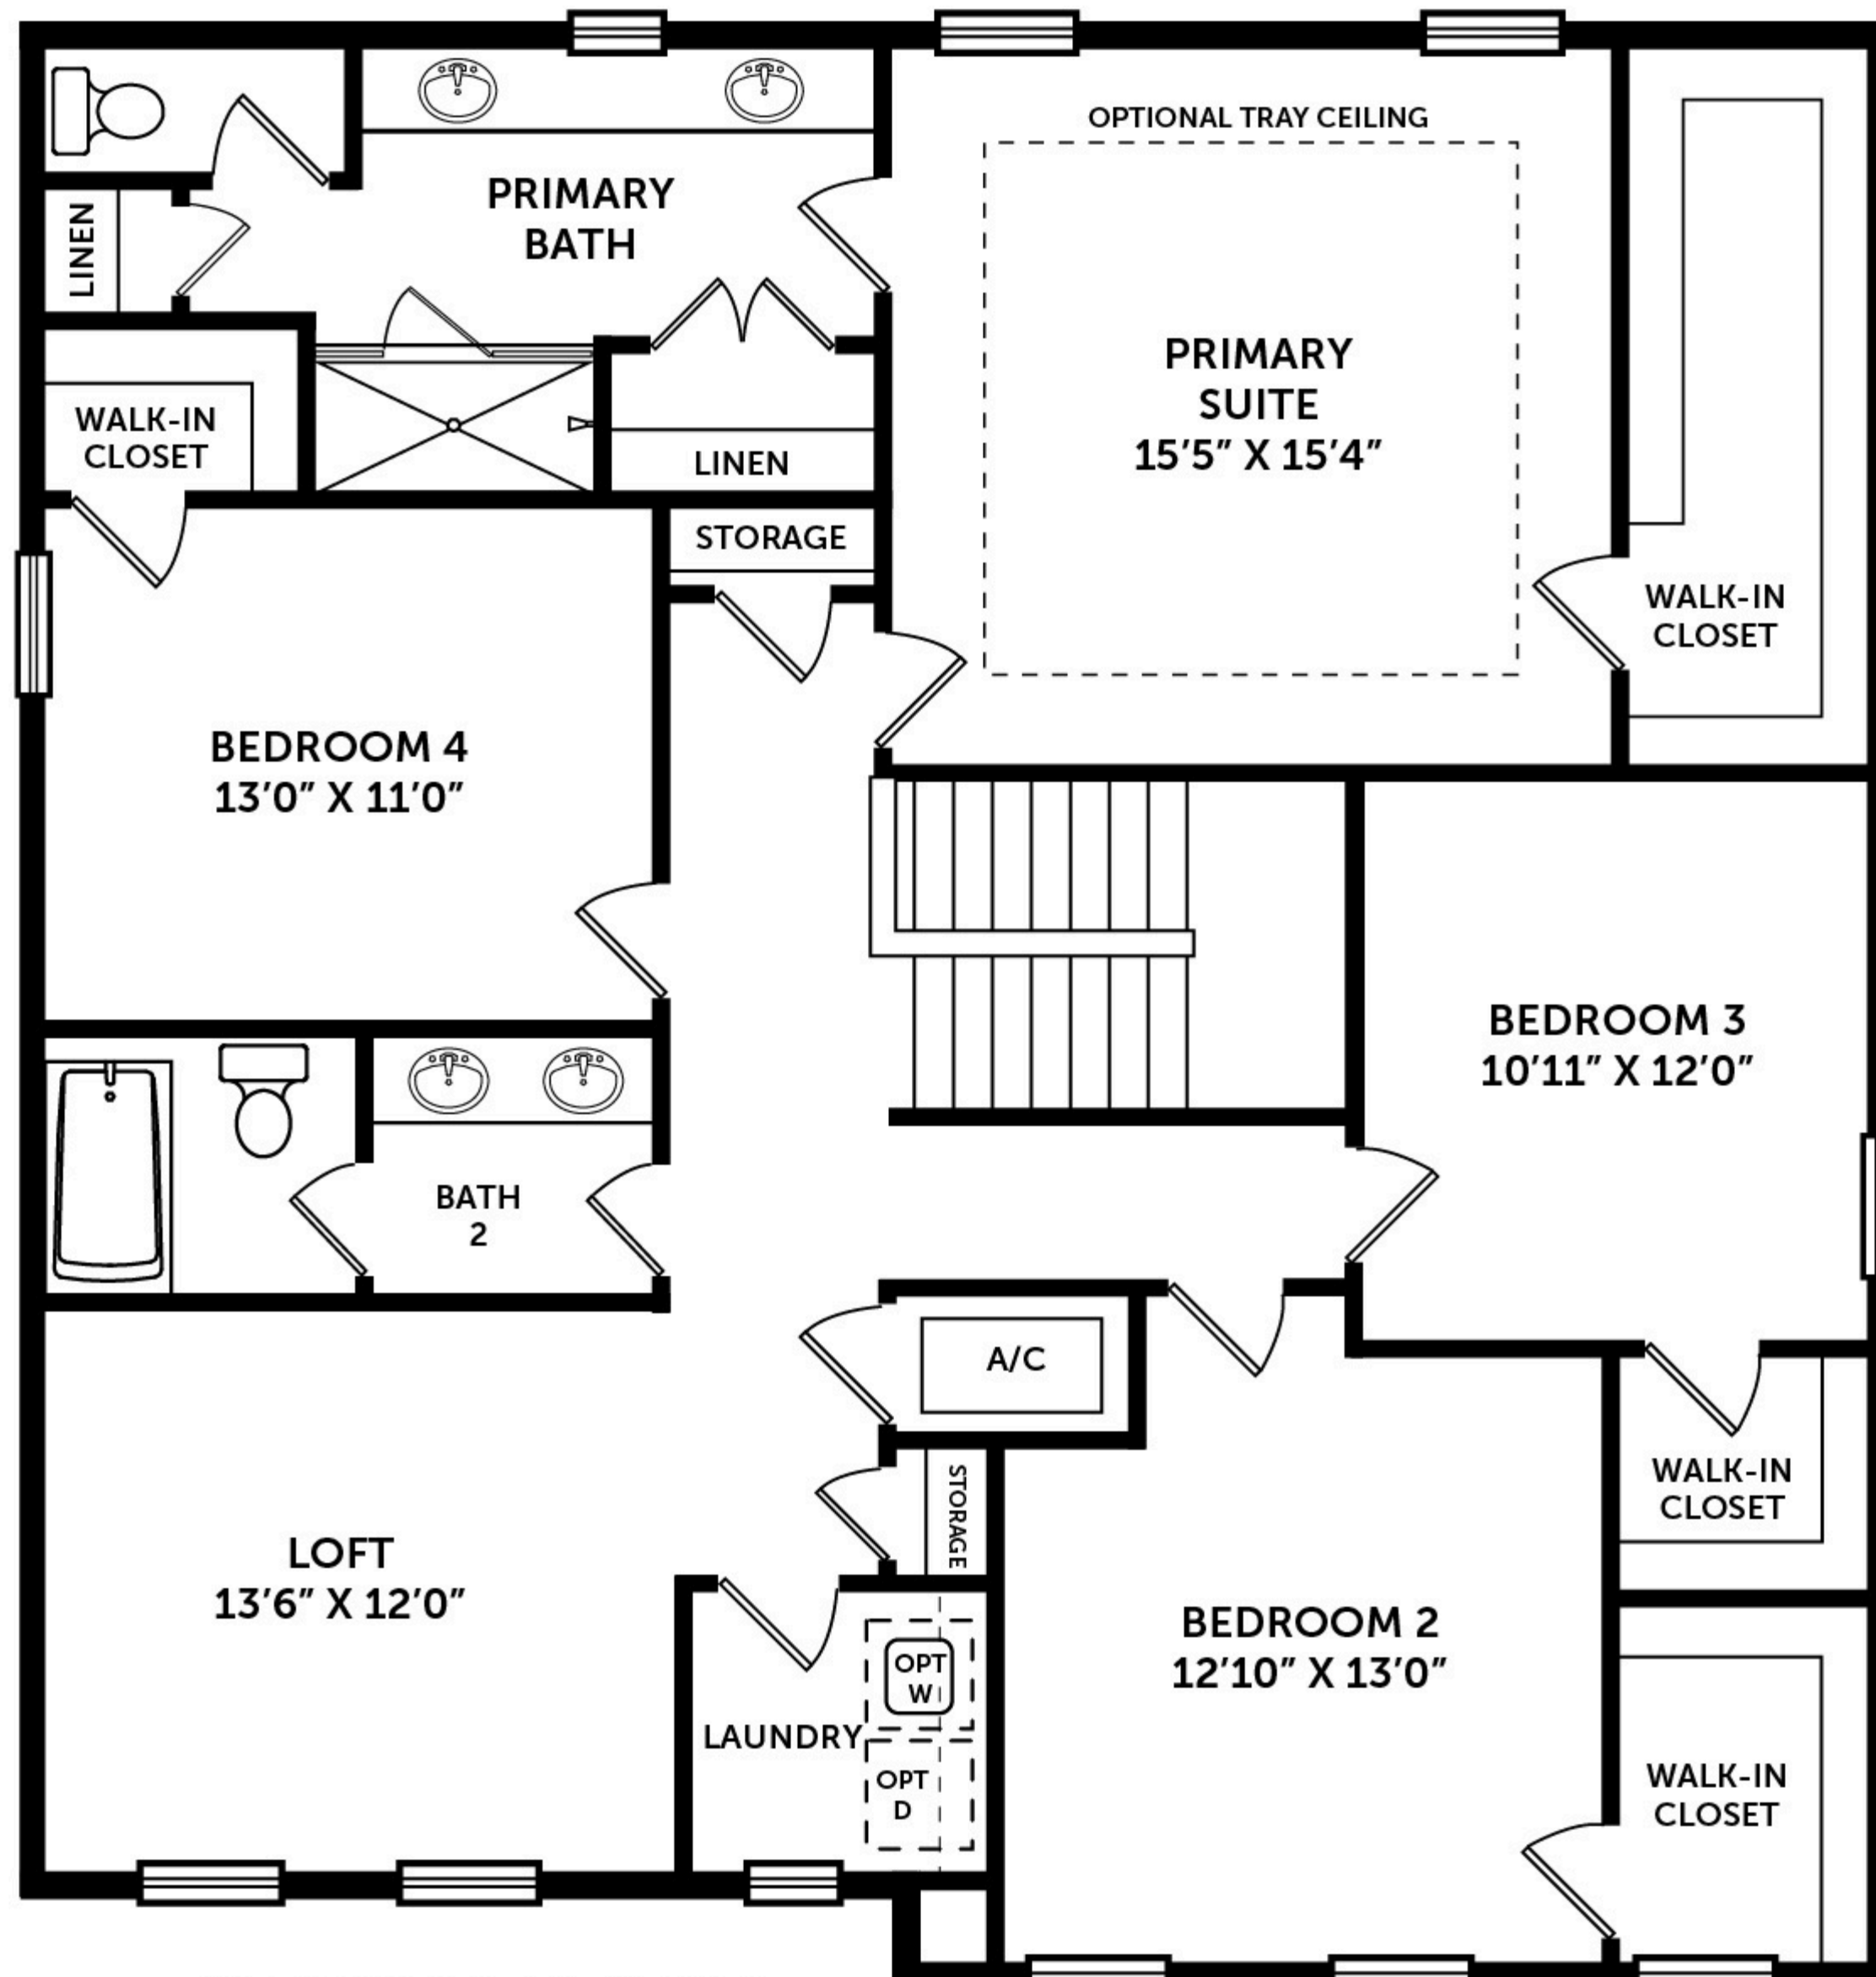 OPTIONAL TRAY CEILING
PRIMARY
BATH
LINEN
PRIMARY
SUITE
15'5" X 15'4"
WALK-IN
CLOSET
LINEN
STORAGE
WALK-IN
CLOSET
BEDROOM 4
13'0" X 11'0"
BEDROOM 3
10'11" X 12'0"
BATH
2
A/C
WALK-IN
CLOSET
STORAGE
LOFT
13'6" X 12'0"
BEDROOM 2
12'10" X 13'0"
OPT
W
LAUNDRY
OPT
D
WALK-IN
CLOSET